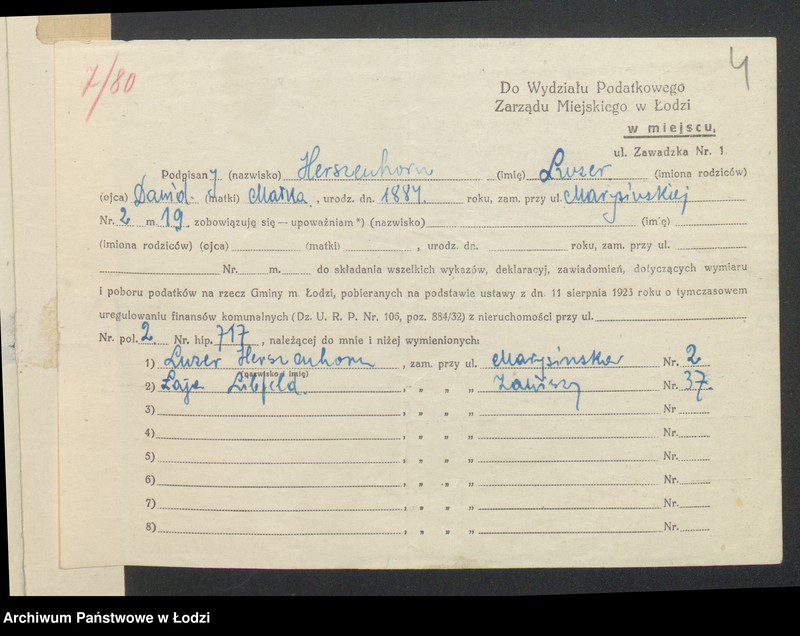 7/80
4
Do Wydziału Podatkowego
Zarządu Miejskiego w Łodzi
w miejscu,
ul. Zawadzka Nr. 1.
Podpisany (nazwisko) Herszenhorn (imię) Luzer (imiona rodziców)
(ojca) Dawid (matki) Małka, urodz. dn. 1887. roku, zam. przy ul. Marysińskiej
Nr. 2 m. 19. zobowiązuję się -- upoważniam *) (nazwisko) (imię)
(imiona rodziców) (ojca) (matki) , urodz. dn. roku, zam. przy ul.
Nr. m. do składania wszelkich wykazów, deklaracyj, zawiadomień, dotyczących wymiaru
i poboru podatków na rzecz Gminy m. Łodzi, pobieranych na podstawie ustawy z dn. 11 sierpnia 1923 roku o tymczasowem
uregulowaniu finansów komunalnych (Dz. U. R. P. Nr. 106, poz. 884/32) z nieruchomości przy ul.
Nr. pol. 2 Nr. hip. 717, należącej do mnie i niżej wymienionych:
1) Luzer Herszenhorn, zam. przy ul. Marysińska Nr. 2
(nazwisko i imię)
2) Łaja , „ „ „ Nr. 37.
3) , „ „ „ Nr
4) , „ „ „ Nr.
5) , „ „ „ Nr.
6) , „ „ „ Nr.
7) , „ „ „ Nr.
8) , „ „ „ Nr.
Archiwum Państwowe w Łodzi